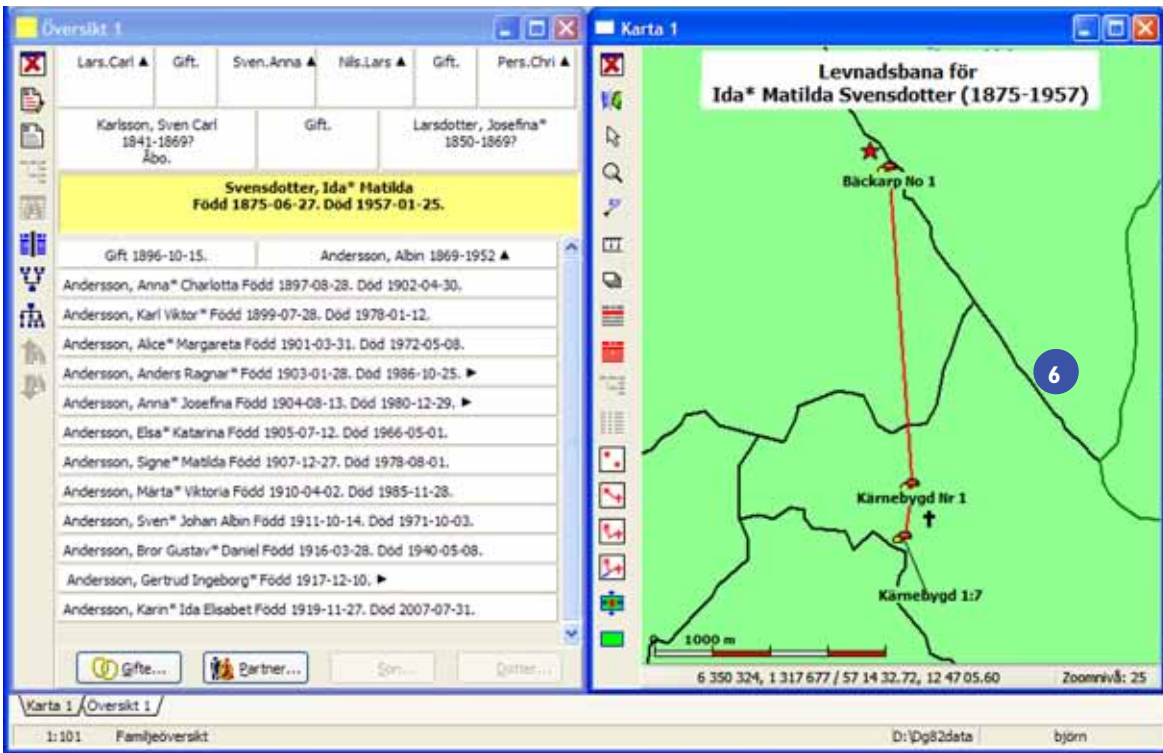 Översikt 1
Lars.Carl ▲ Gift. Sven.Anna ▲ Nils.Lars ▲ Gift. Pers.Chri ▲
Karlsson, Sven Carl Gift. Larsdotter, Josefina*
1841-1869? 1850-1869?
Åbo.
Svensdotter, Ida* Matilda
Född 1875-06-27. Död 1957-01-25.
Gift 1896-10-15. Andersson, Albin 1869-1952 ▲
Andersson, Anna* Charlotta Född 1897-08-28. Död 1902-04-30.
Andersson, Karl Viktor* Född 1899-07-28. Död 1978-01-12.
Andersson, Alice* Margareta Född 1901-03-31. Död 1972-05-08.
Andersson, Anders Ragnar* Född 1903-01-28. Död 1986-10-25. ►
Andersson, Anna* Josefina Född 1904-08-13. Död 1980-12-29. ►
Andersson, Elsa* Katarina Född 1905-07-12. Död 1966-05-01.
Andersson, Signe* Matilda Född 1907-12-27. Död 1978-08-01.
Andersson, Märta* Viktoria Född 1910-04-02. Död 1985-11-28.
Andersson, Sven* Johan Albin Född 1911-10-14. Död 1971-10-03.
Andersson, Bror Gustav* Daniel Född 1916-03-28. Död 1940-05-08.
Andersson, Gertrud Ingeborg* Född 1917-12-10. ►
Andersson, Karin* Ida Elisabet Född 1919-11-27. Död 2007-07-31.
Gifte... Partner... Son... Dotter...
Karta 1
Levnadsbana för
Ida* Matilda Svensdotter (1875-1957)
Bäckarp No 1
6
Kärnebygd Nr 1
Kärnebygd 1:7
0 1000 m
6 350 324, 1 317 677 / 57 14 32.72, 12 47 05.60 Zoomnivå: 25
Karta 1 Översikt 1
1:101 Familjeöversikt D:\Dg82data björn